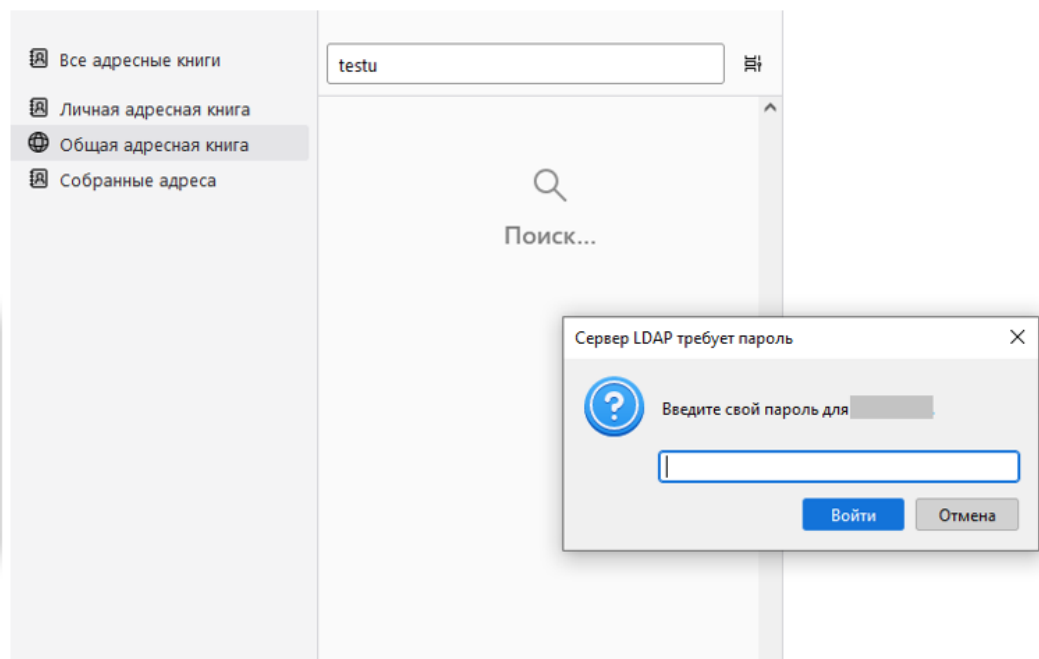 Все адресные книги
Личная адресная книга
Общая адресная книга
Собранные адреса
testu
Поиск...
Сервер LDAP требует пароль
Введите свой пароль для
Войти
Отмена